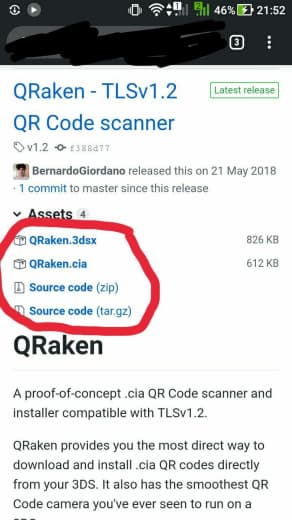 46% 21:52
3
QRaken - TLSv1.2
Latest release
QR Code scanner
v1.2 f388d77
BernardoGiordano released this on 21 May 2018
· 1 commit to master since this release
Assets 4
QRaken.3dsx 826 KB
QRaken.cia 612 KB
Source code (zip)
Source code (tar.gz)
QRaken
A proof-of-concept .cia QR Code scanner and
installer compatible with TLSv1.2.
QRaken provides you the most direct way to
download and install .cia QR codes directly
from your 3DS. It also has the smoothest QR
Code camera you've ever seen to run on a